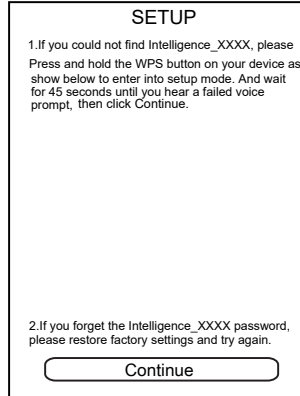 SETUP
1.If you could not find Intelligence_XXXX, please
Press and hold the WPS button on your device as
show below to enter into setup mode. And wait
for 45 seconds until you hear a failed voice
prompt, then click Continue.
2.If you forget the Intelligence_XXXX password,
please restore factory settings and try again.
Continue